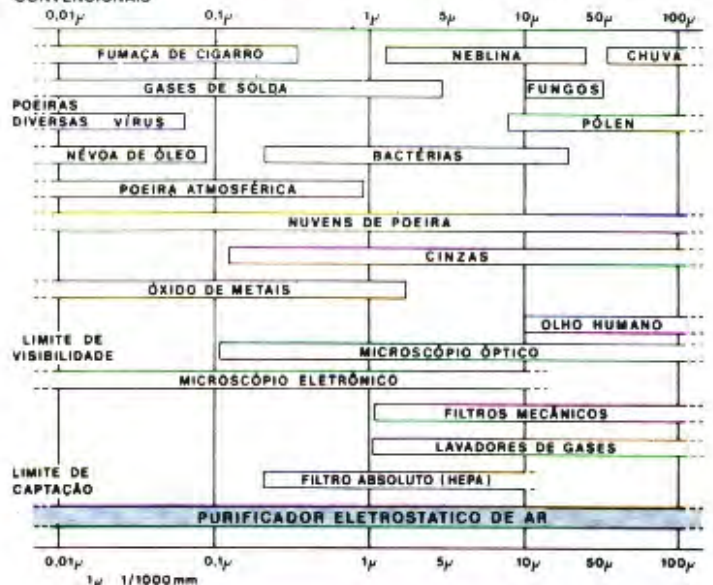 CONVENCIONAIS
0,01μ 0,1μ 1μ 5μ 10μ 50μ 100μ
FUMAÇA DE CIGARRO NEBLINA CHUVA
GASES DE SOLDA FUNGOS
POEIRAS
DIVERSAS VÍRUS PÓLEN
NÉVOA DE ÓLEO BACTÉRIAS
POEIRA ATMOSFÉRICA
NUVENS DE POEIRA
CINZAS
ÓXIDO DE METAIS
OLHO HUMANO
LIMITE DE
VISIBILIDADE MICROSCÓPIO ÓPTICO
MICROSCÓPIO ELETRÔNICO
FILTROS MECÂNICOS
LAVADORES DE GASES
LIMITE DE
CAPTAÇÃO FILTRO ABSOLUTO (HEPA)
PURIFICADOR ELETROSTATICO DE AR
0,01μ 0,1μ 1μ 5μ 10μ 50μ 100μ
1μ 1/1000mm